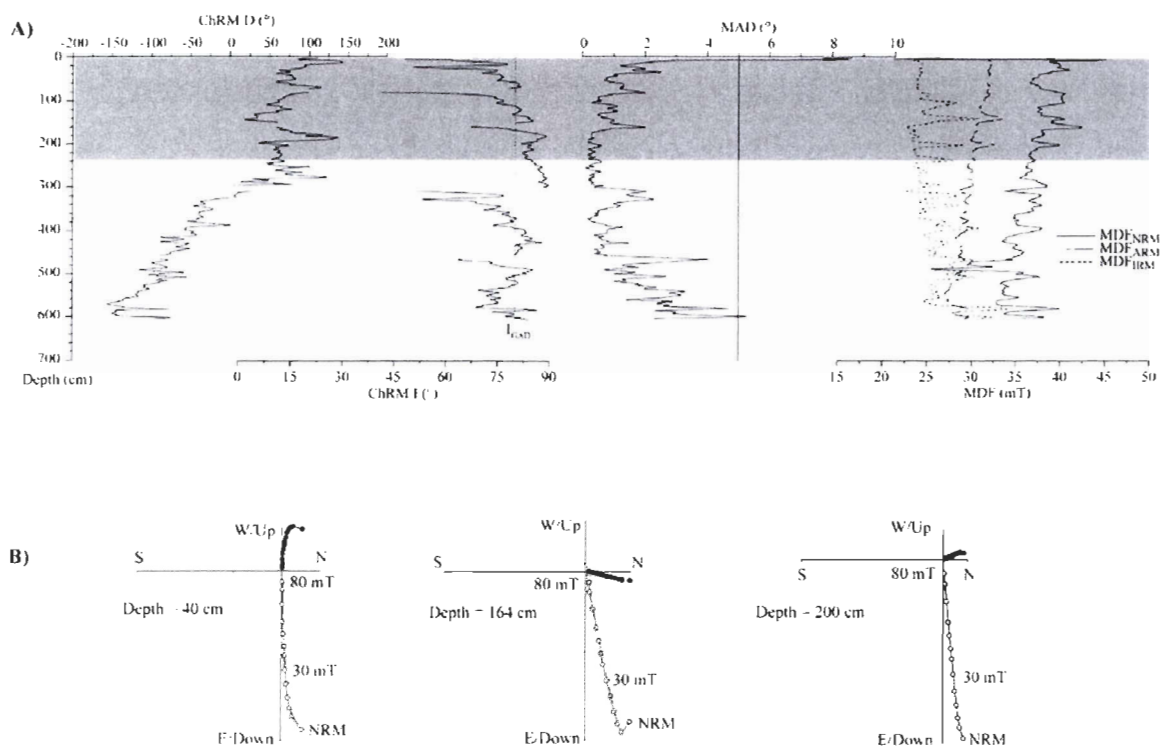 A)
ChRM D (°)
MAD (°)
-200 -150 -100 -50 0 50 100 150 200
0 2 4 6 8 10
0
100
200
300
400
500
600
700
Depth (cm)
MDF NRM
MDF ARM
MDF IRM
I GAD
0 15 30 45 60 75 90
ChRM I (°)
15 20 25 30 35 40 45 50
MDF (mT)
B)
W/Up
S N
80 mT
Depth - 40 cm
30 mT
NRM
E/Down
W/Up
S N
80 mT
Depth = 164 cm
30 mT
NRM
E/Down
W/Up
S N
80 mT
Depth - 200 cm
30 mT
NRM
E/Down